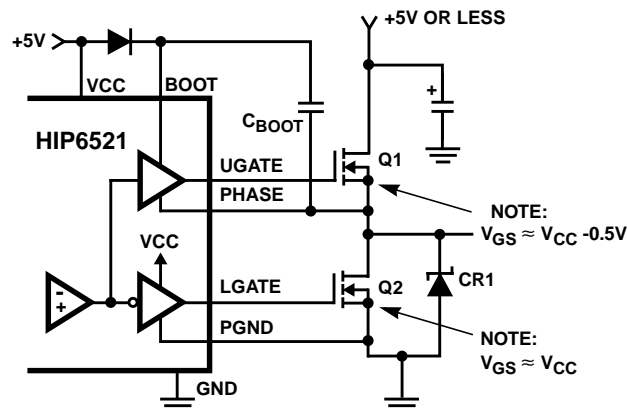 +5V OR LESS
+5V
VCC
BOOT
+
CBOOT
HIP6521
UGATE
Q1
PHASE
NOTE:
VGS ≈ VCC -0.5V
VCC
-
+
LGATE
Q2
CR1
PGND
NOTE:
VGS ≈ VCC
GND